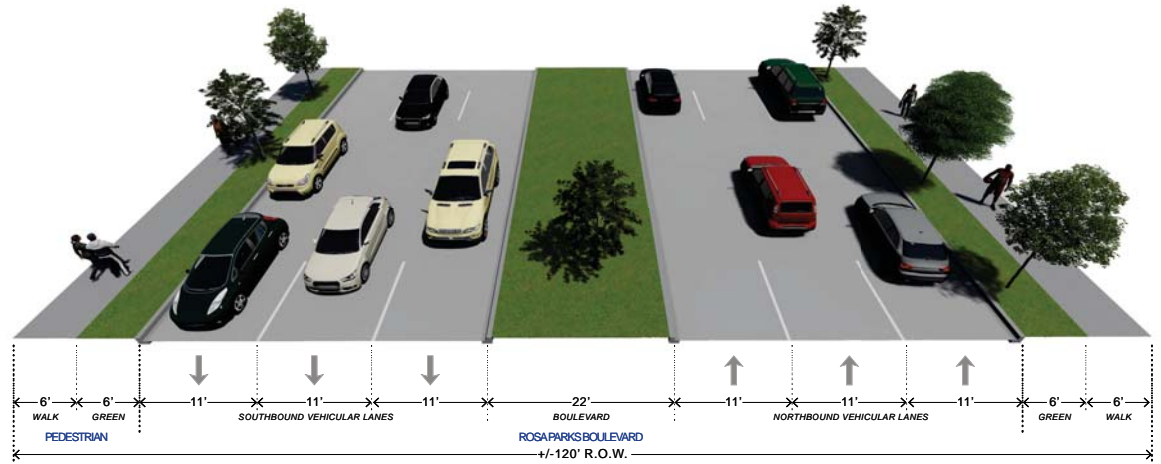 6' 6' 11' 11' 11' 22' 11' 11' 11' 6' 6'
WALK GREEN SOUTHBOUND VEHICULAR LANES BOULEVARD NORTHBOUND VEHICULAR LANES GREEN WALK
PEDESTRIAN ROSA PARKS BOULEVARD
+/-120' R.O.W.